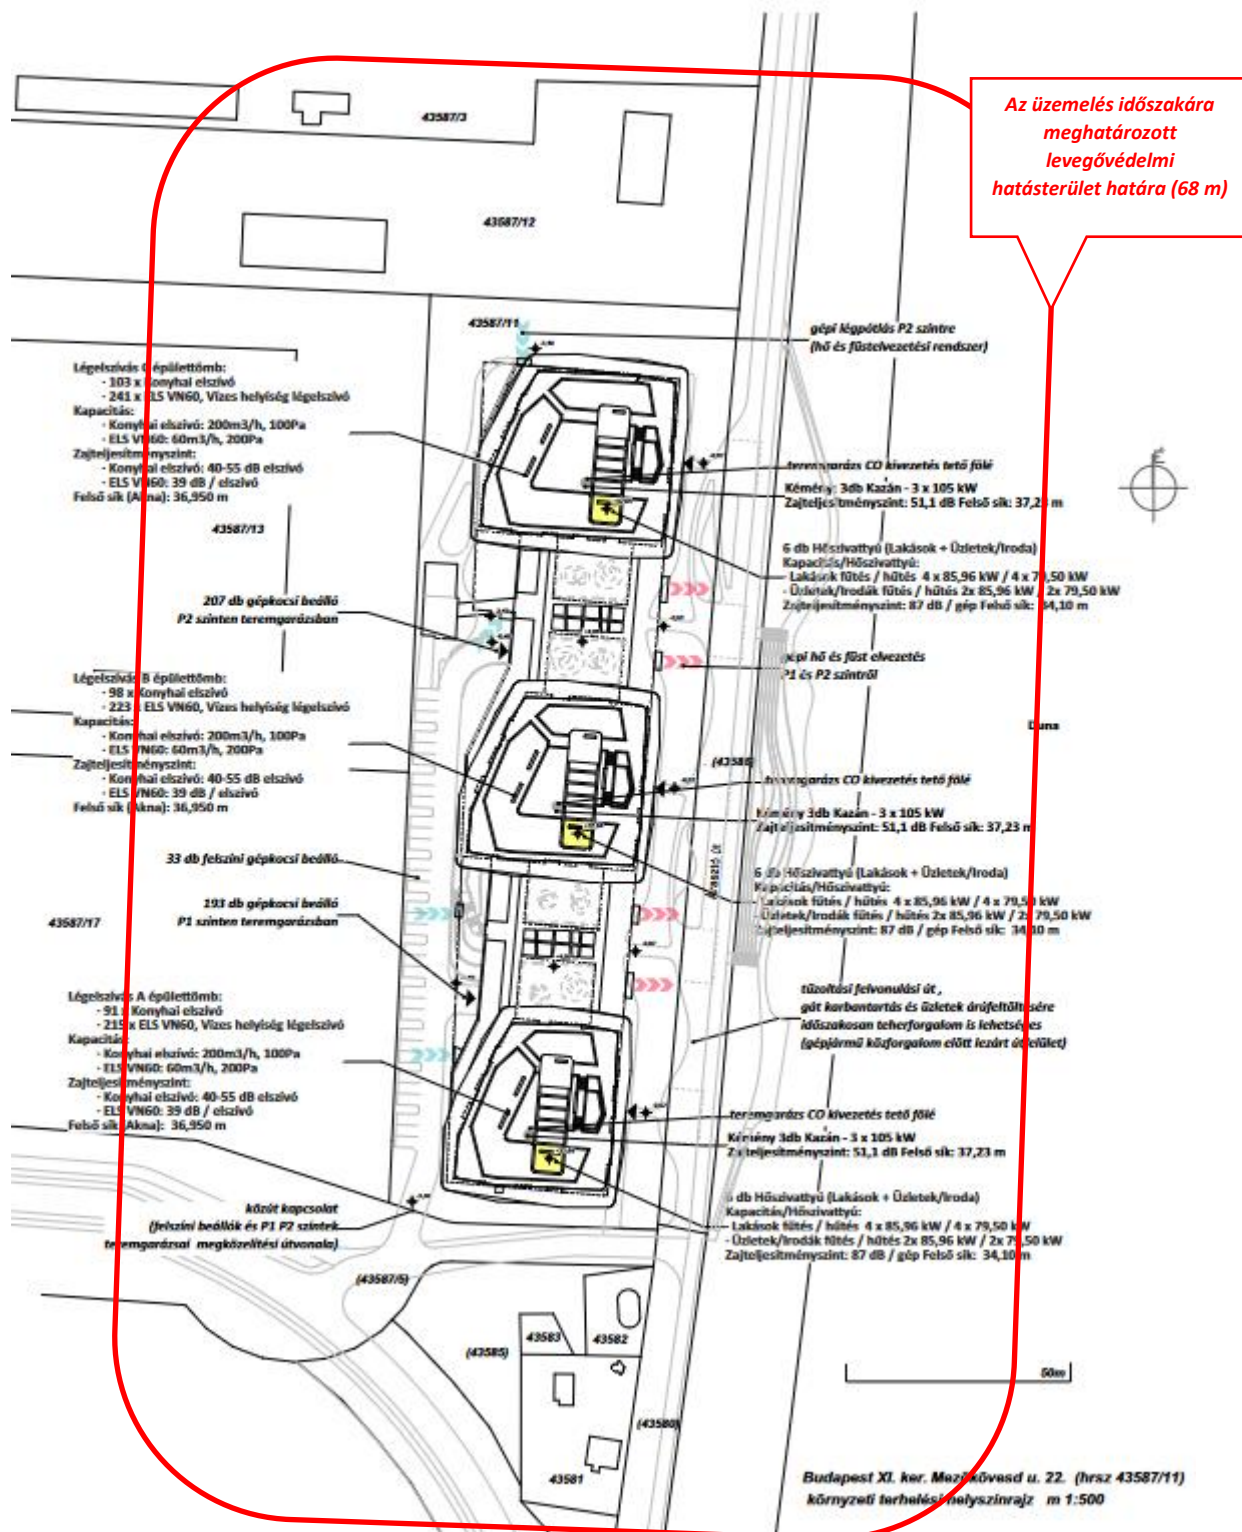 Az üzemelés időszakára
meghatározott
levegővédelmi
hatásterület határa (68 m)
43587/3
43587/12
43587/11
gépi légpótlás P2 szintre
(hő és füstelvezetési rendszer)
Légelszívás C épülettömb:
- 103 x Konyhai elszívó
- 241 x ELS VN60, Vizes helyiség légelszívó
Kapacitás:
- Konyhai elszívó: 200m3/h, 100Pa
- ELS VN60: 60m3/h, 200Pa
Zajteljesítményszint:
- Konyhai elszívó: 40-55 dB elszívó
- ELS VN60: 39 dB / elszívó
Felső sík (Akna): 36,950 m
43587/13
teremgarázs CO kivezetés tető fölé
Kémény: 3db Kazán - 3 x 105 kW
Zajteljesítményszint: 51,1 dB Felső sík: 37,23 m
É
6 db Hőszivattyú (Lakások + Üzletek/Iroda)
Kapacitás/Hőszivattyú:
- Lakások fűtés / hűtés 4 x 85,96 kW / 4 x 79,50 kW
- Üzletek/Irodák fűtés / hűtés 2x 85,96 kW / 2x 79,50 kW
Zajteljesítményszint: 87 dB / gép Felső sík: 34,10 m
207 db gépkocsi beálló
P2 szinten teremgarázsban
gépi hő és füst elvezetés
P1 és P2 szintről
Légelszívás B épülettömb:
- 98 x Konyhai elszívó
- 223 x ELS VN60, Vizes helyiség légelszívó
Kapacitás:
- Konyhai elszívó: 200m3/h, 100Pa
- ELS VN60: 60m3/h, 200Pa
Zajteljesítményszint:
- Konyhai elszívó: 40-55 dB elszívó
- ELS VN60: 39 dB / elszívó
Felső sík (Akna): 36,950 m
Duna
(43586)
teremgarázs CO kivezetés tető fölé
Kémény 3db Kazán - 3 x 105 kW
Zajteljesítményszint: 51,1 dB Felső sík: 37,23 m
33 db felszíni gépkocsi beálló
193 db gépkocsi beálló
P1 szinten teremgarázsban
43587/17
6 db Hőszivattyú (Lakások + Üzletek/Iroda)
Kapacitás/Hőszivattyú:
- Lakások fűtés / hűtés 4 x 85,96 kW / 4 x 79,50 kW
- Üzletek/Irodák fűtés / hűtés 2x 85,96 kW / 2x 79,50 kW
Zajteljesítményszint: 87 dB / gép Felső sík: 34,10 m
Légelszívás A épülettömb:
- 91 x Konyhai elszívó
- 215 x ELS VN60, Vizes helyiség légelszívó
Kapacitás:
- Konyhai elszívó: 200m3/h, 100Pa
- ELS VN60: 60m3/h, 200Pa
Zajteljesítményszint:
- Konyhai elszívó: 40-55 dB elszívó
- ELS VN60: 39 dB / elszívó
Felső sík (Akna): 36,950 m
tűzoltási felvonulási út ,
gát karbantartás és üzletek árúfeltöltésére
időszakosan teherforgalom is lehetséges
(gépjármű közforgalom előtt lezárt útfelület)
teremgarázs CO kivezetés tető fölé
Kémény 3db Kazán - 3 x 105 kW
Zajteljesítményszint: 51,1 dB Felső sík: 37,23 m
6 db Hőszivattyú (Lakások + Üzletek/Iroda)
Kapacitás/Hőszivattyú:
- Lakások fűtés / hűtés 4 x 85,96 kW / 4 x 79,50 kW
- Üzletek/Irodák fűtés / hűtés 2x 85,96 kW / 2x 79,50 kW
Zajteljesítményszint: 87 dB / gép Felső sík: 34,10 m
közút kapcsolat
(felszíni beállók és P1 P2 szintek
teremgarázsai megközelítési útvonala)
(43587/5)
(43585)
43583
43582
(43580)
43581
50m
Budapest XI. ker. Mezőkövesd u. 22. (hrsz 43587/11)
környzeti terhelési helyszínrajz m 1:500